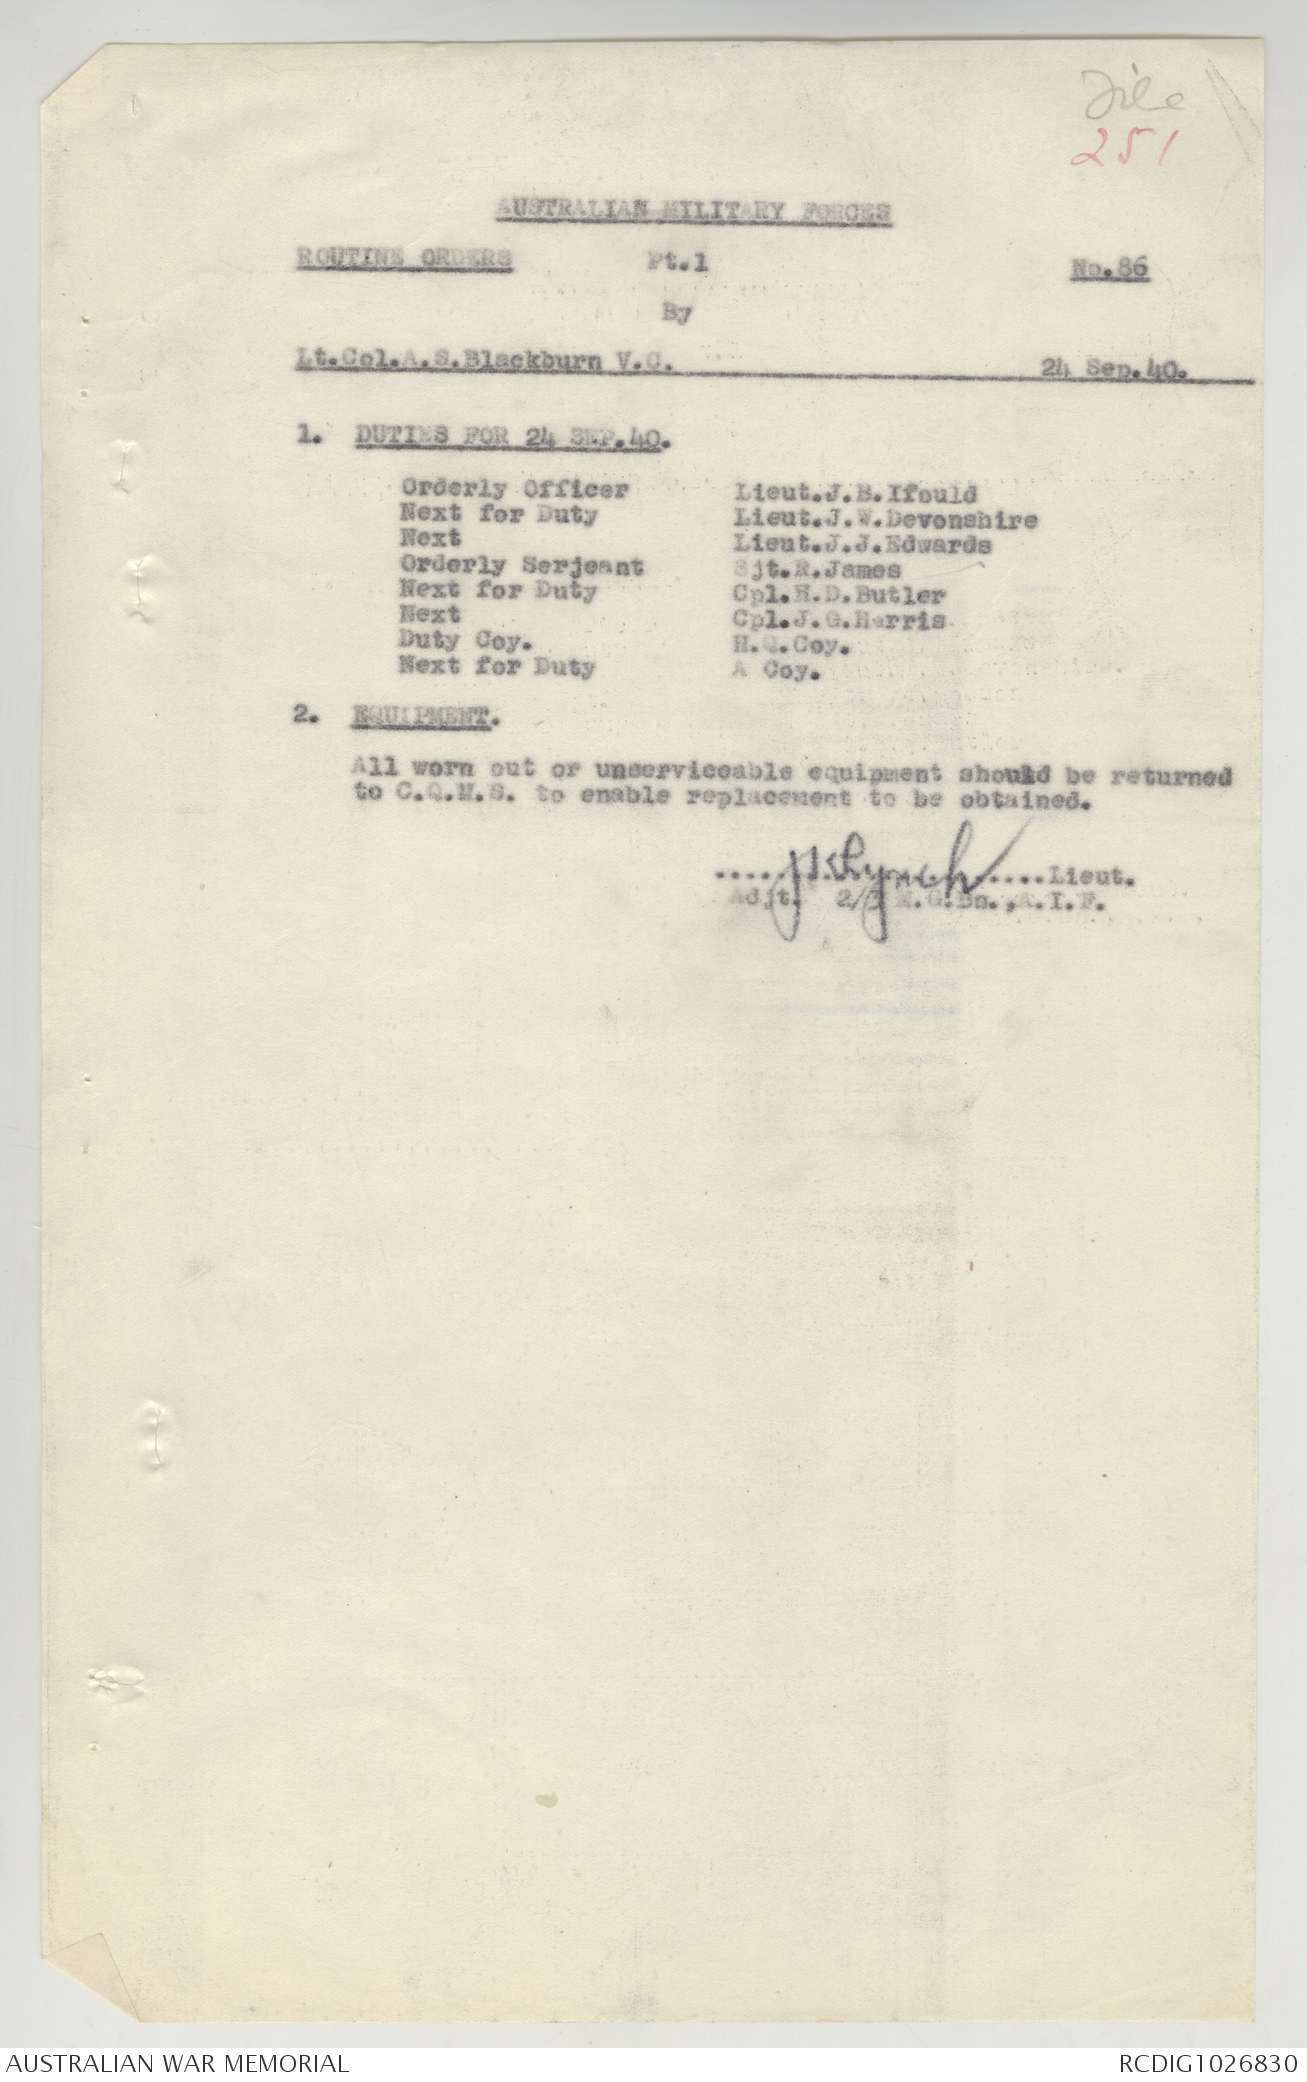 File
251
AUSTRALIAN MILITARY FORCES
ROUTINE ORDERS Pt.1 No.86
By
Lt.Col.A.S.Blackburn V.C. 24 Sep.40.
1. DUTIES FOR 24 SEP.40.
Orderly Officer Lieut.J.B.Ifould
Next for Duty Lieut.J.W.Devonshire
Next Lieut.J.J.Edwards
Orderly Serjeant Sjt.R.James
Next for Duty Cpl.H.D.Butler
Next Cpl.J.G.Harris
Duty Coy. H.Q.Coy.
Next for Duty A Coy.
2. EQUIPMENT.
All worn out or unserviceable equipment should be returned
to C.Q.M.S. to enable replacement to be obtained.
.....Lynch.....Lieut.
Adjt. 2/3 M.G.Bn.,A.I.F.
AUSTRALIAN WAR MEMORIAL RCDIG1026830